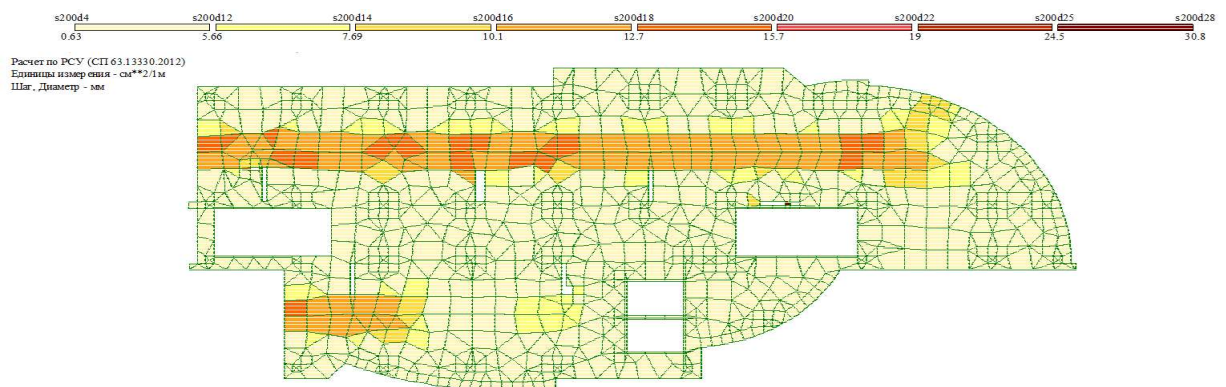 s200d4 s200d12 s200d14 s200d16 s200d18 s200d20 s200d22 s200d25 s200d28
0.63 5.66 7.69 10.1 12.7 15.7 19 24.5 30.8
Расчет по РСУ (СП 63.13330.2012)
Единицы измерения - см**2/1м
Шаг, Диаметр - мм